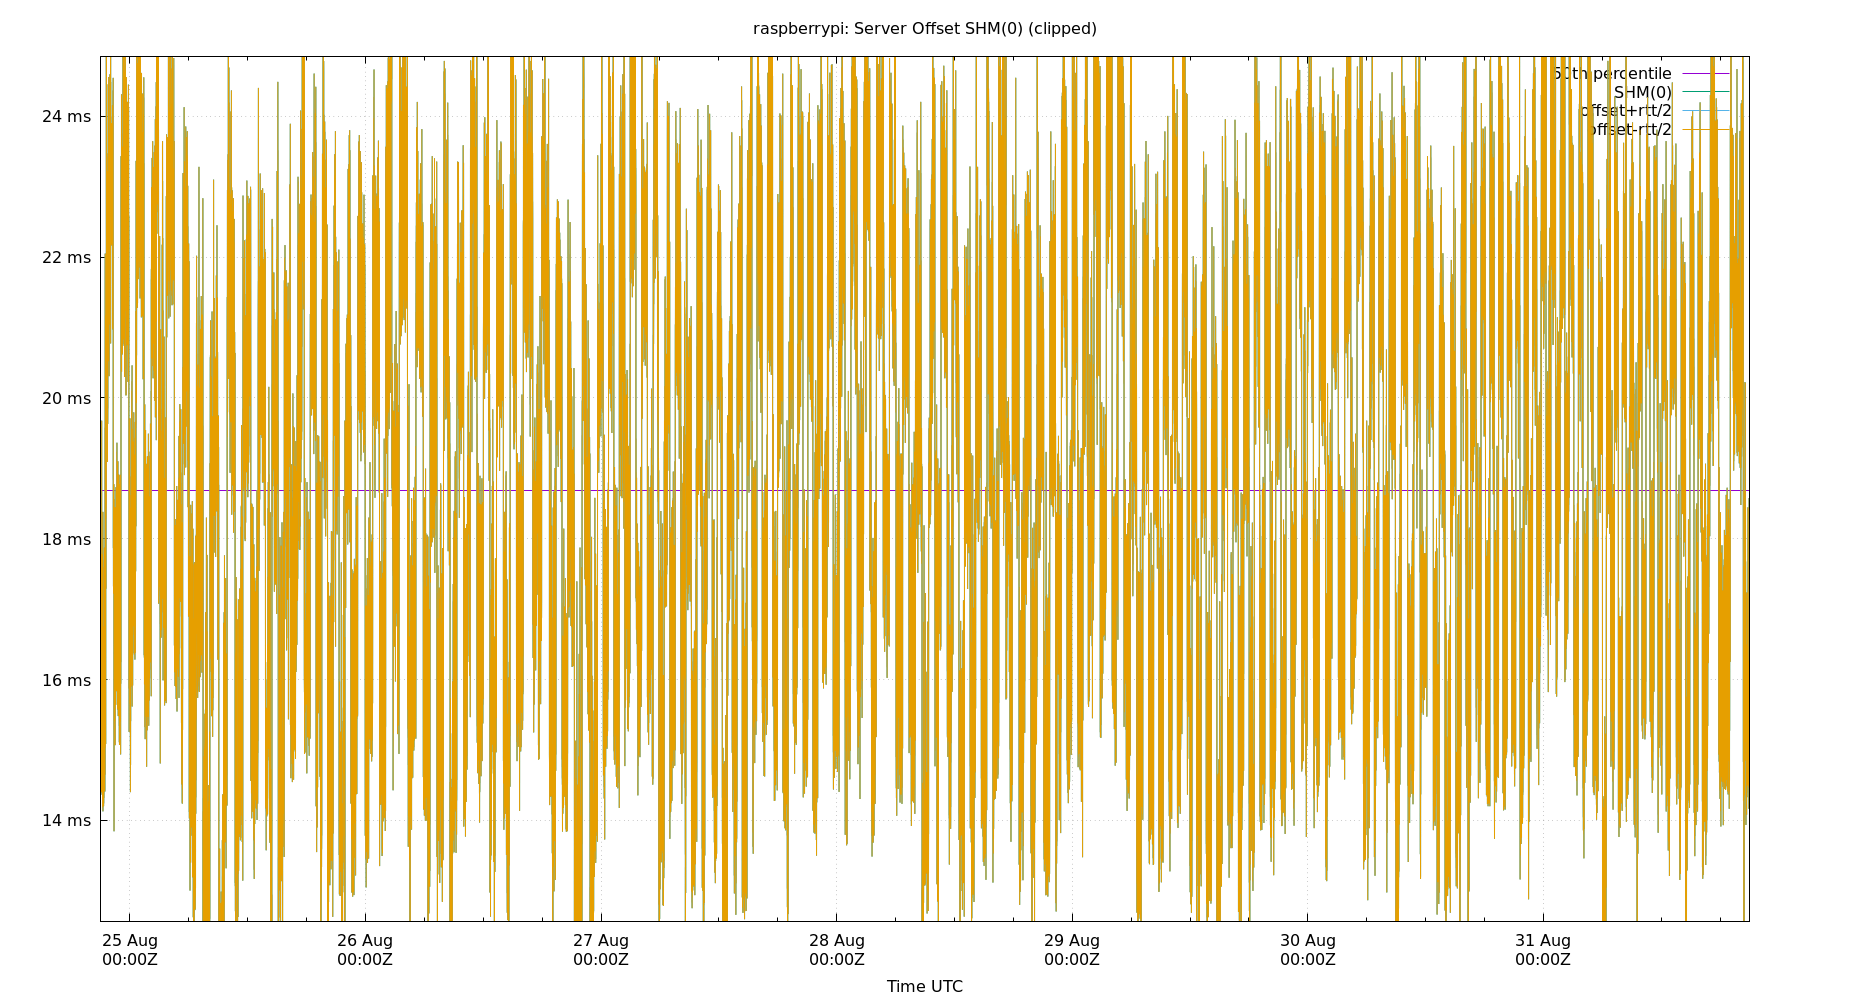 raspberrypi: Server Offset SHM(0) (clipped)
50th percentile
SHM(0)
offset+rtt/2
offset-rtt/2
24 ms
22 ms
20 ms
18 ms
16 ms
14 ms
25 Aug 26 Aug 27 Aug 28 Aug 29 Aug 30 Aug 31 Aug
00:00Z 00:00Z 00:00Z 00:00Z 00:00Z 00:00Z 00:00Z
Time UTC